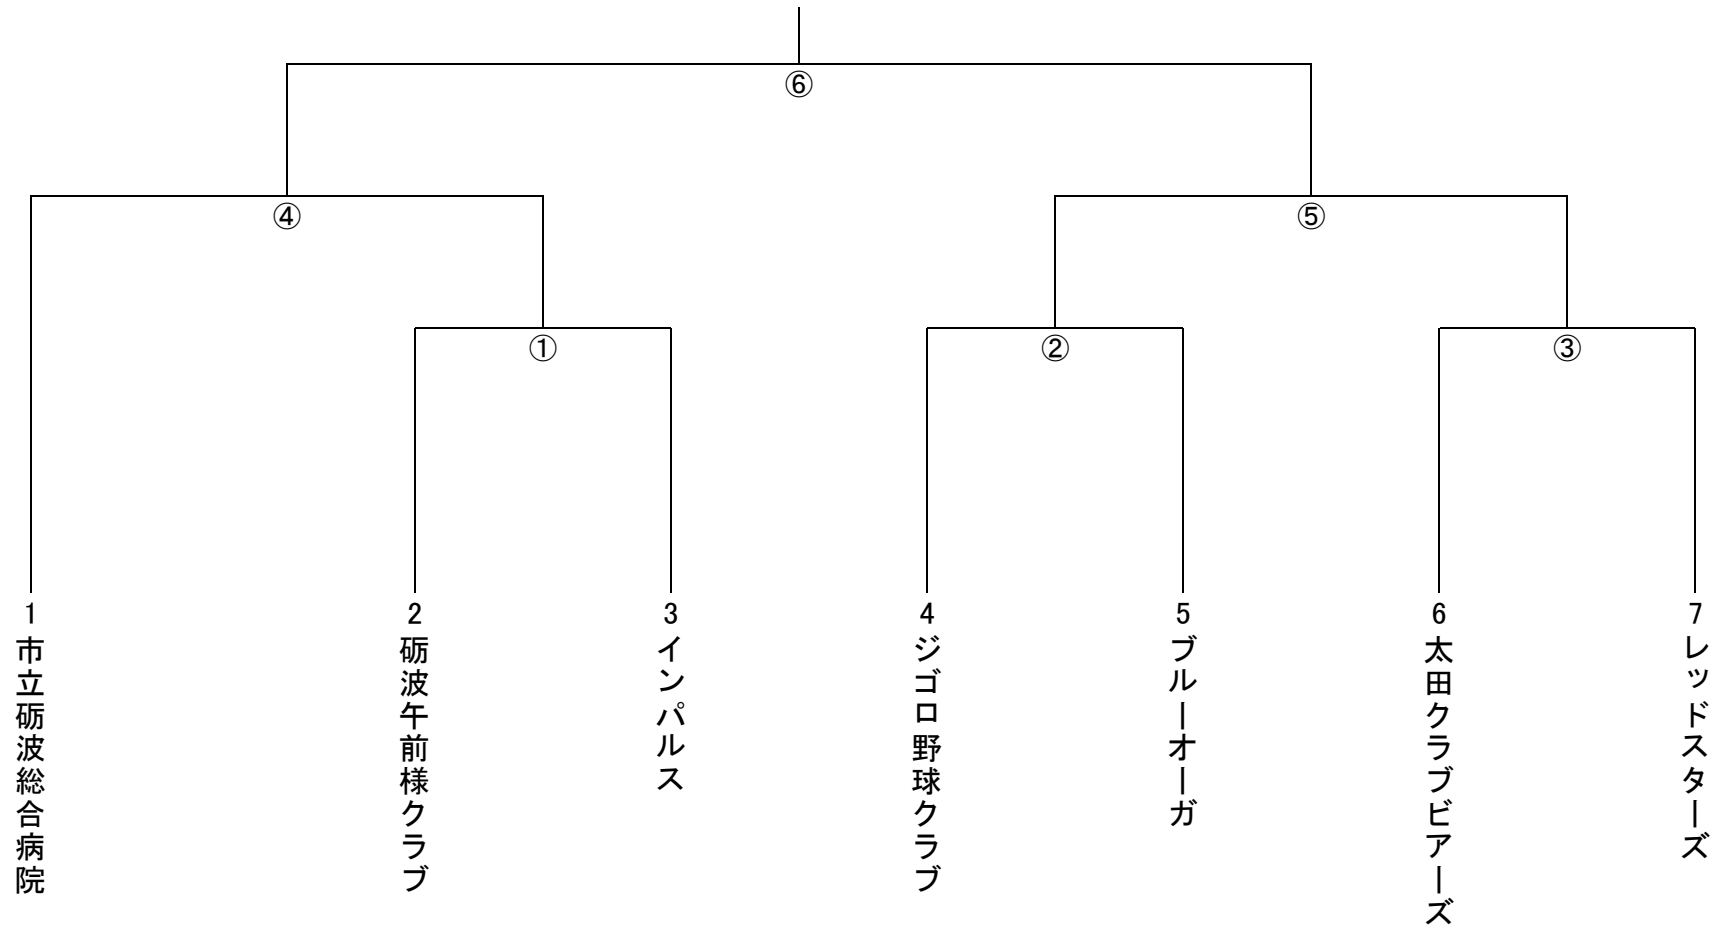 ⑥
④
⑤
①
②
③
1
市立砺波総合病院
2
砺波午前様クラブ
3
インパルス
4
ジゴロ野球クラブ
5
ブルーオーガ
6
太田クラブビアーズ
7
レッドスターズ